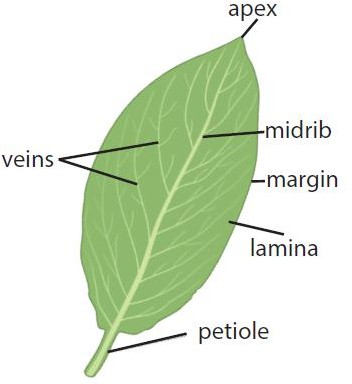 apex
midrib
veins
margin
lamina
petiole